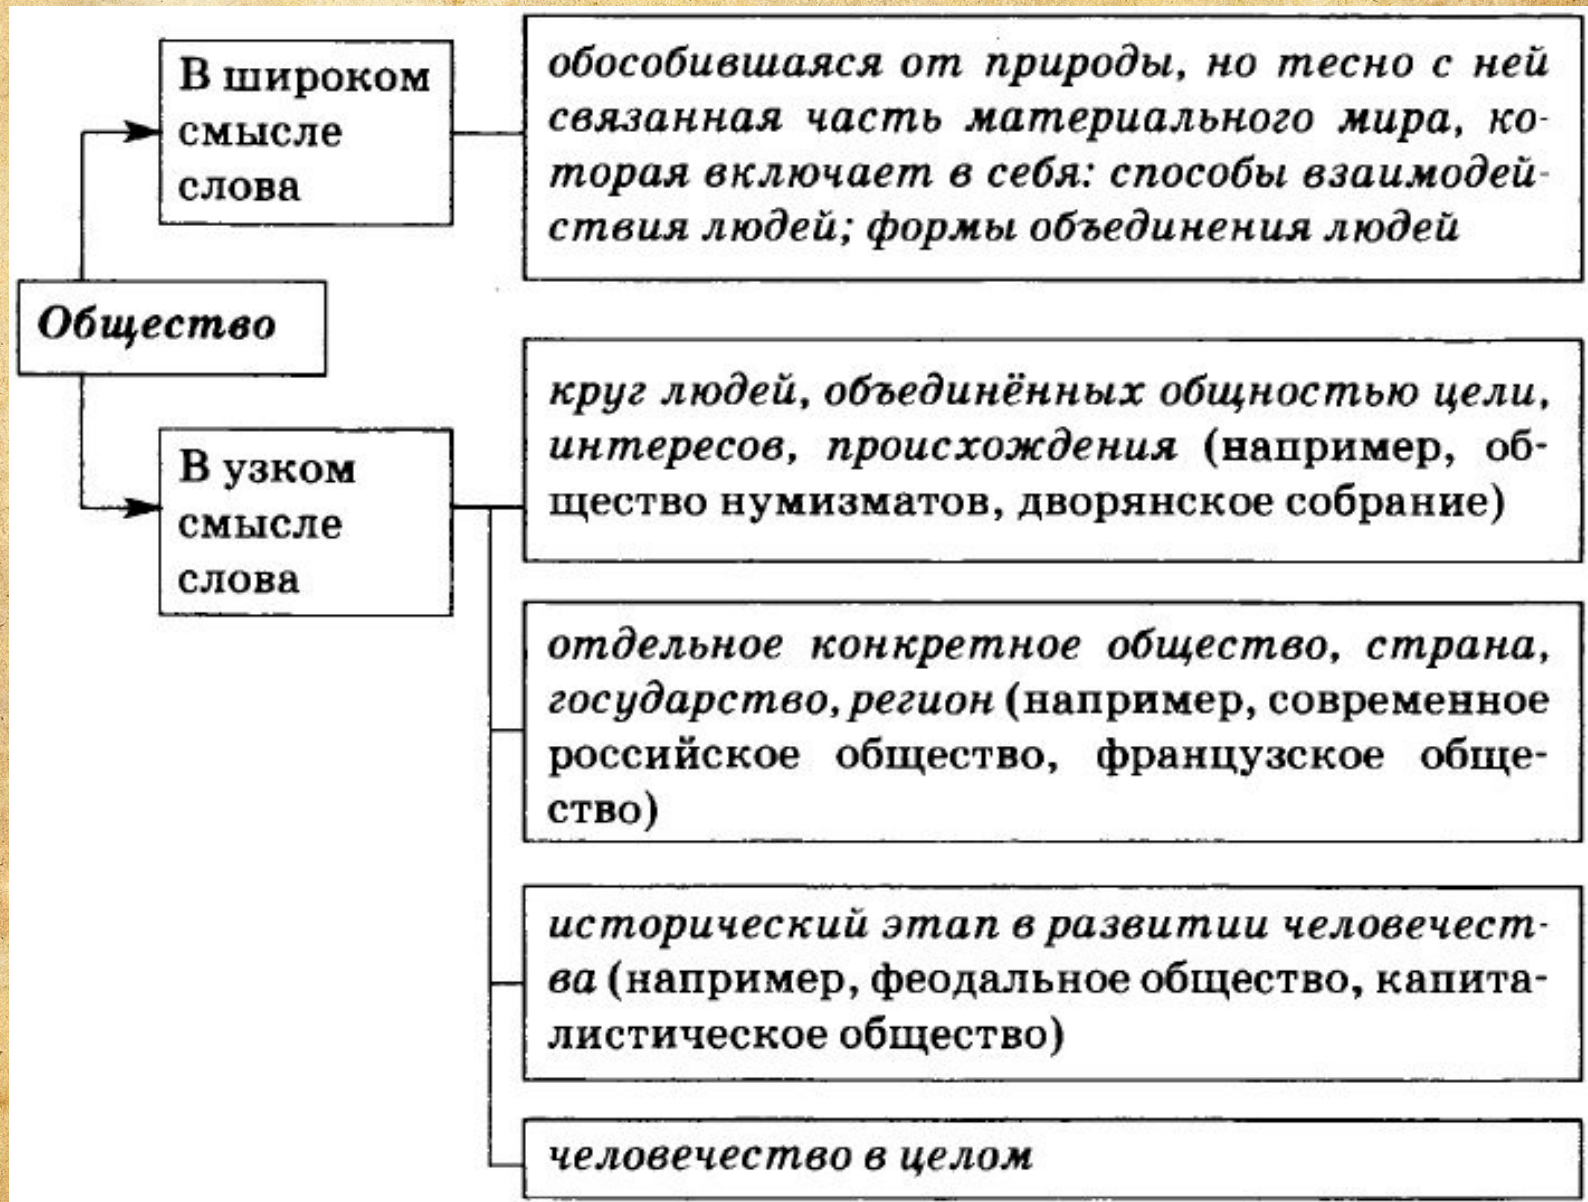 Общество
В широком
смысле
слова
обособившаяся от природы, но тесно с ней
связанная часть материального мира, ко-
торая включает в себя: способы взаимодей-
ствия людей; формы объединения людей
В узком
смысле
слова
круг людей, объединённых общностью цели,
интересов, происхождения (например, об-
щество нумизматов, дворянское собрание)
отдельное конкретное общество, страна,
государство, регион (например, современное
российское общество, французское обще-
ство)
исторический этап в развитии человечест-
ва (например, феодальное общество, капита-
листическое общество)
человечество в целом